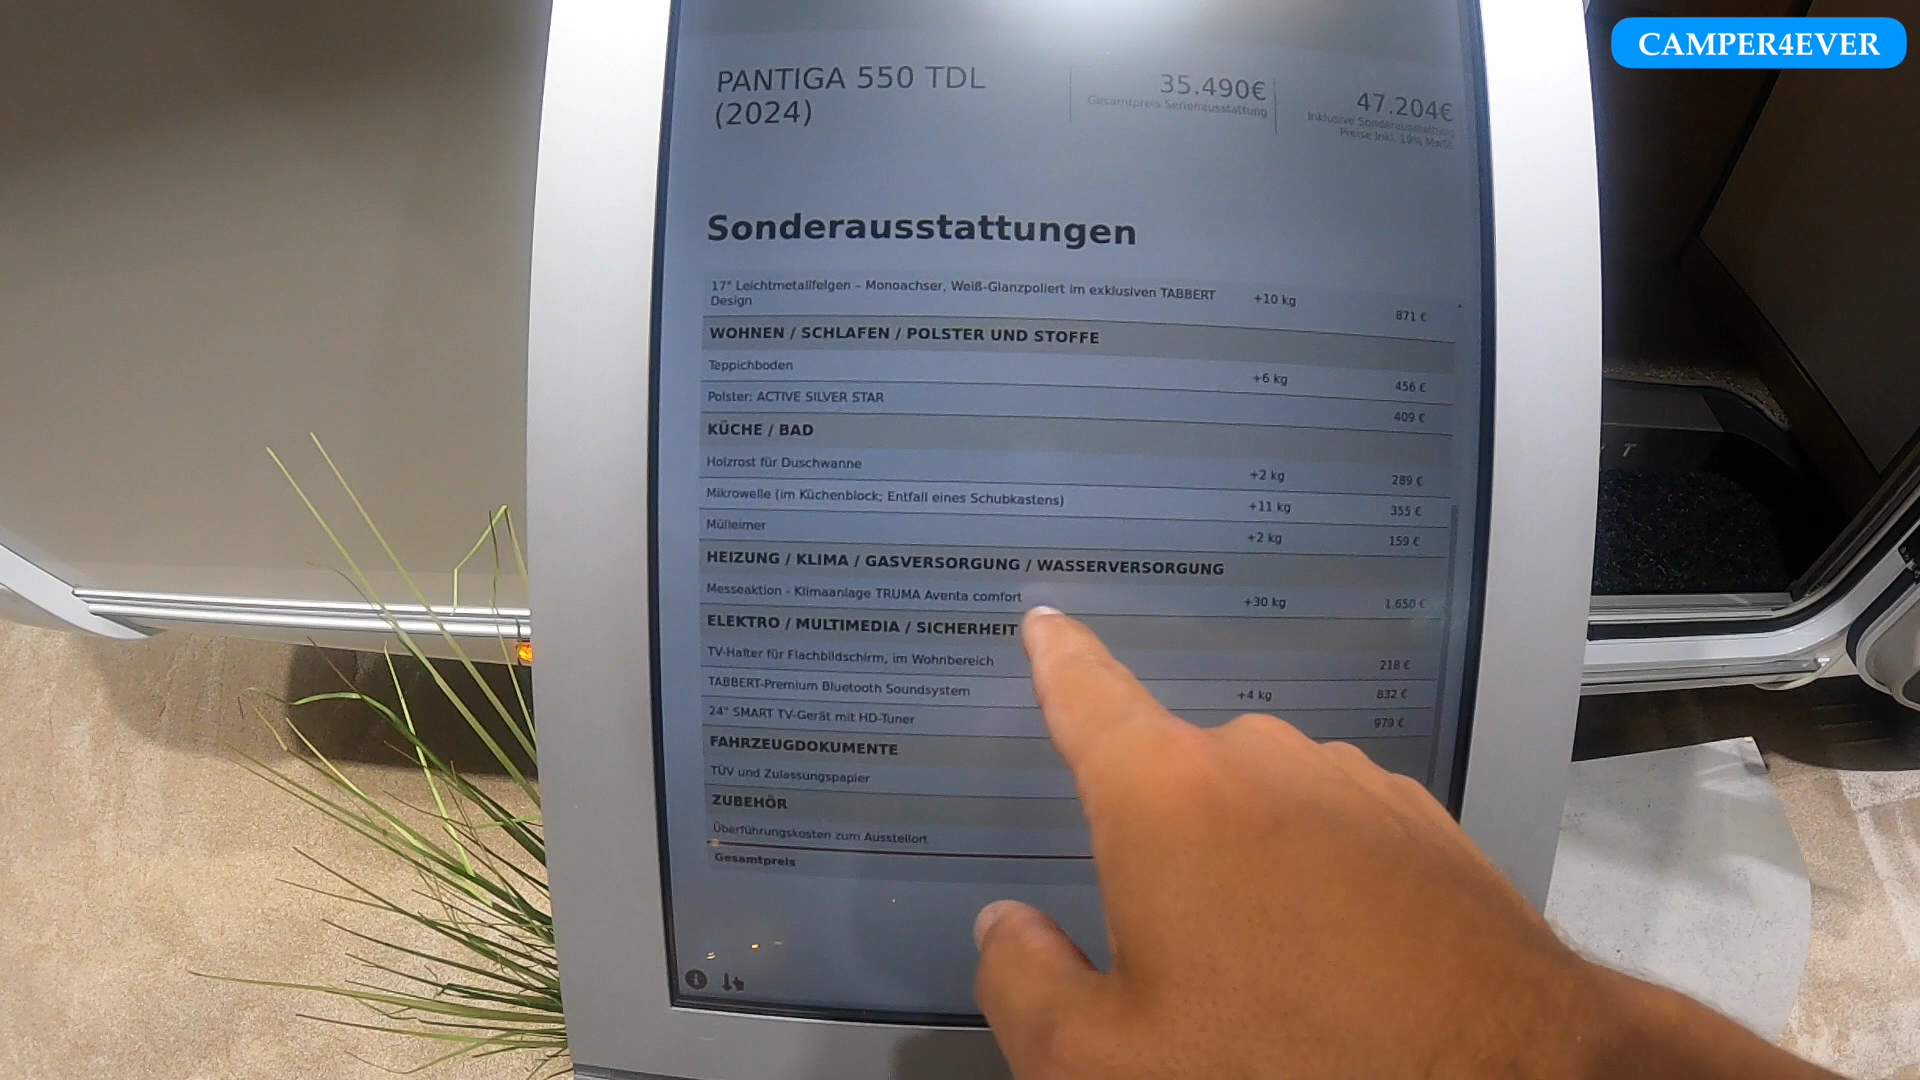 CAMPER4EVER
PANTIGA 550 TDL
(2024)
35.490€
Gesamtpreis Serienausstattung
47.204€
Inklusive Sonderausstattung
Preise inkl. 19% MwSt.
Sonderausstattungen
17" Leichtmetallfelgen – Monoachser, Weiß-Glanzpoliert im exklusiven TABBERT
Design +10 kg 871 €
WOHNEN / SCHLAFEN / POLSTER UND STOFFE
Teppichboden +6 kg 456 €
Polster: ACTIVE SILVER STAR 409 €
KÜCHE / BAD
Holzrost für Duschwanne +2 kg 289 €
Mikrowelle (im Küchenblock; Entfall eines Schubkastens) +11 kg 355 €
Mülleimer +2 kg 159 €
HEIZUNG / KLIMA / GASVERSORGUNG / WASSERVERSORGUNG
Messeaktion - Klimaanlage TRUMA Aventa comfort +30 kg 1.650 €
ELEKTRO / MULTIMEDIA / SICHERHEIT
TV-Halter für Flachbildschirm, im Wohnbereich 218 €
TABBERT-Premium Bluetooth Soundsystem +4 kg 832 €
24" SMART TV-Gerät mit HD-Tuner 979 €
FAHRZEUGDOKUMENTE
TÜV und Zulassungspapier
ZUBEHÖR
Überführungskosten zum Ausstellort
Gesamtpreis